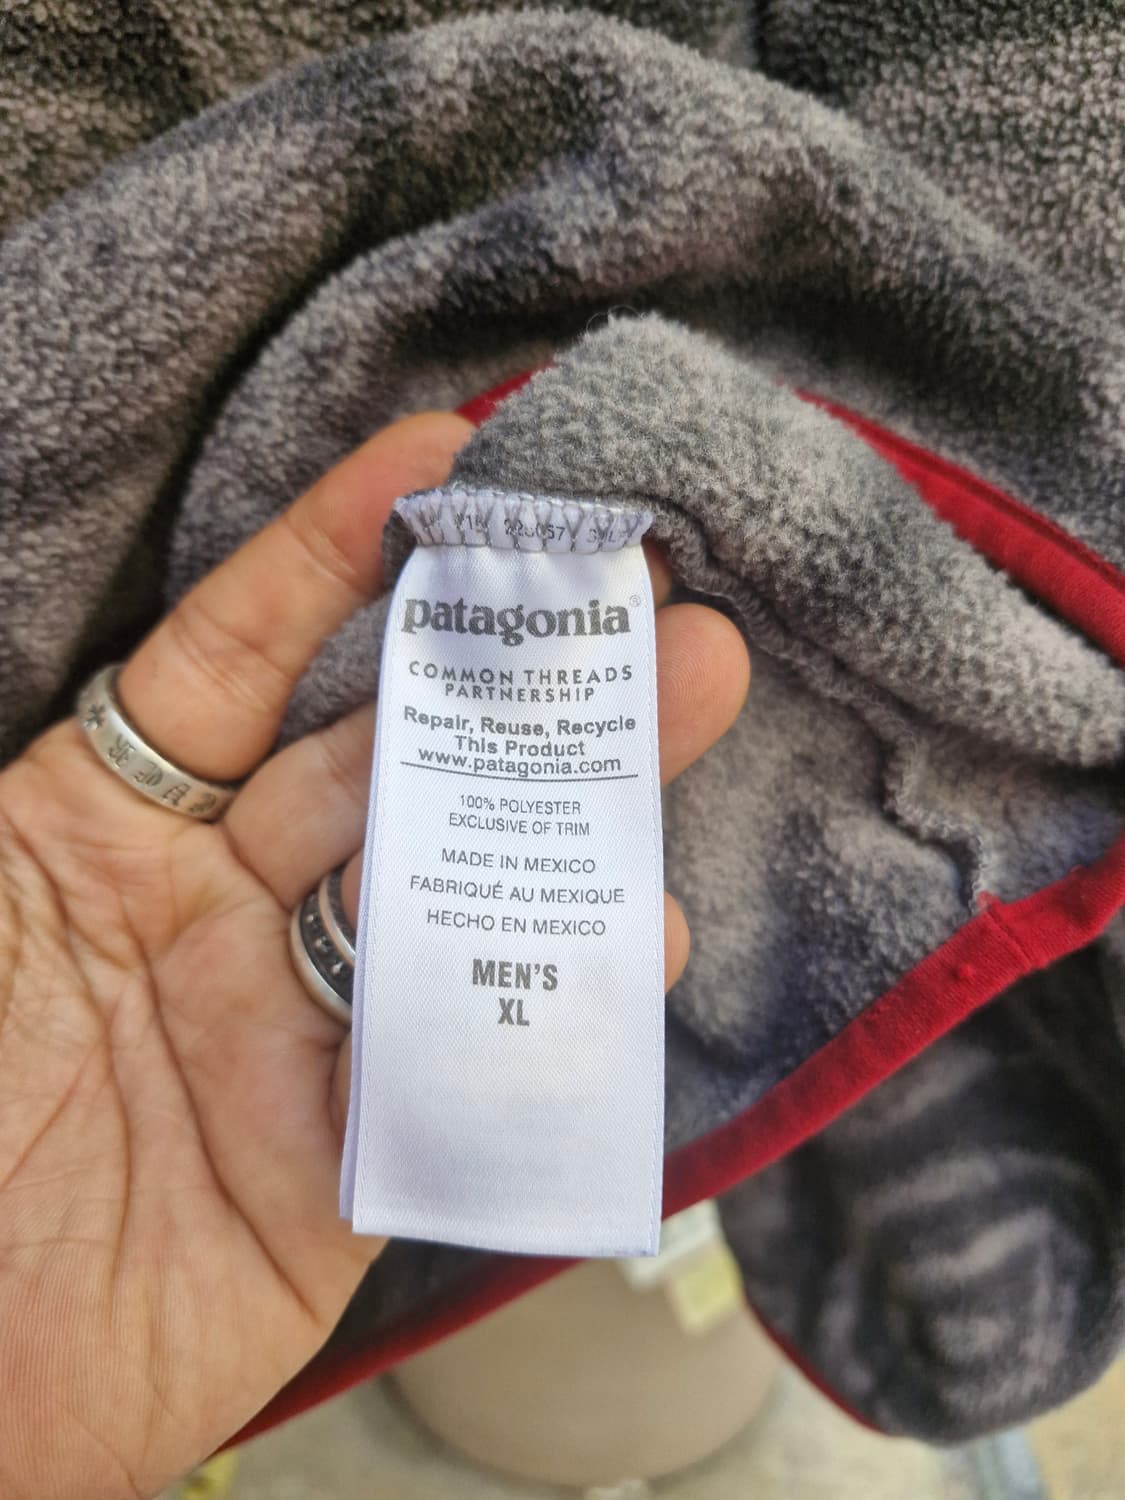 patagonia®
COMMON THREADS
PARTNERSHIP
Repair, Reuse, Recycle
This Product
www.patagonia.com
100% POLYESTER
EXCLUSIVE OF TRIM
MADE IN MEXICO
FABRIQUÉ AU MEXIQUE
HECHO EN MEXICO
MEN'S
XL